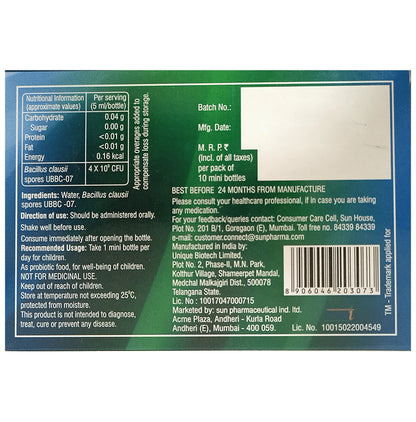 Nutritional Information (approximate values)
Per serving (5 ml/bottle)
Carbohydrate 0.04 g
Sugar 0.00 g
Protein <0.01 g
Fat <0.01 g
Energy 0.16 kcal
Bacillus clausii spores UBBC-07
Appropriate overages added to
compensate loss during storage.
Ingredients: Water, Bacillus clausii
spores UBBC -07.
Direction of use: Should be administered orally.
Shake well before use.
Consume immediately after opening the bottle.
Recommended Usage: Take 1 mini bottle per
day for children.
As probiotic food, for well-being of children.
NOT FOR MEDICINAL USE.
Keep out of reach of children.
Store at temperature not exceeding 25°C,
protected from moisture.
This product is not intended to diagnose,
treat, cure or prevent any disease.
Batch No.:
Mfg. Date:
M. R. P. ₹
(Incl. of all taxes)
per pack of
10 mini bottles
BEST BEFORE 24 MONTHS FROM MANUFACTURE
Please consult your healthcare professional, if in case you are taking
any medication.
For your feedback/queries contact: Consumer Care Cell, Sun House,
Plot No. 201 B/1, Goregaon (E), Mumbai. Toll free no. 84339 84339
e-mail: customer.connect@sunpharma.com
Manufactured in India by:
Unique Biotech Limited,
Plot No. 2, Phase-II, M.N. Park,
Kolthur Village, Shameerpet Mandal,
Medchal Malkajgiri Dist., 500078
Telangana State.
Lic. No : 10017047000715
Marketed by: sun pharmaceutical ind. ltd.
Acme Plaza, Andheri - Kurla Road
Andheri (E), Mumbai - 400 059.
8 906046 203073
Lic. No. 10015022004549
TM - Trademark applied for